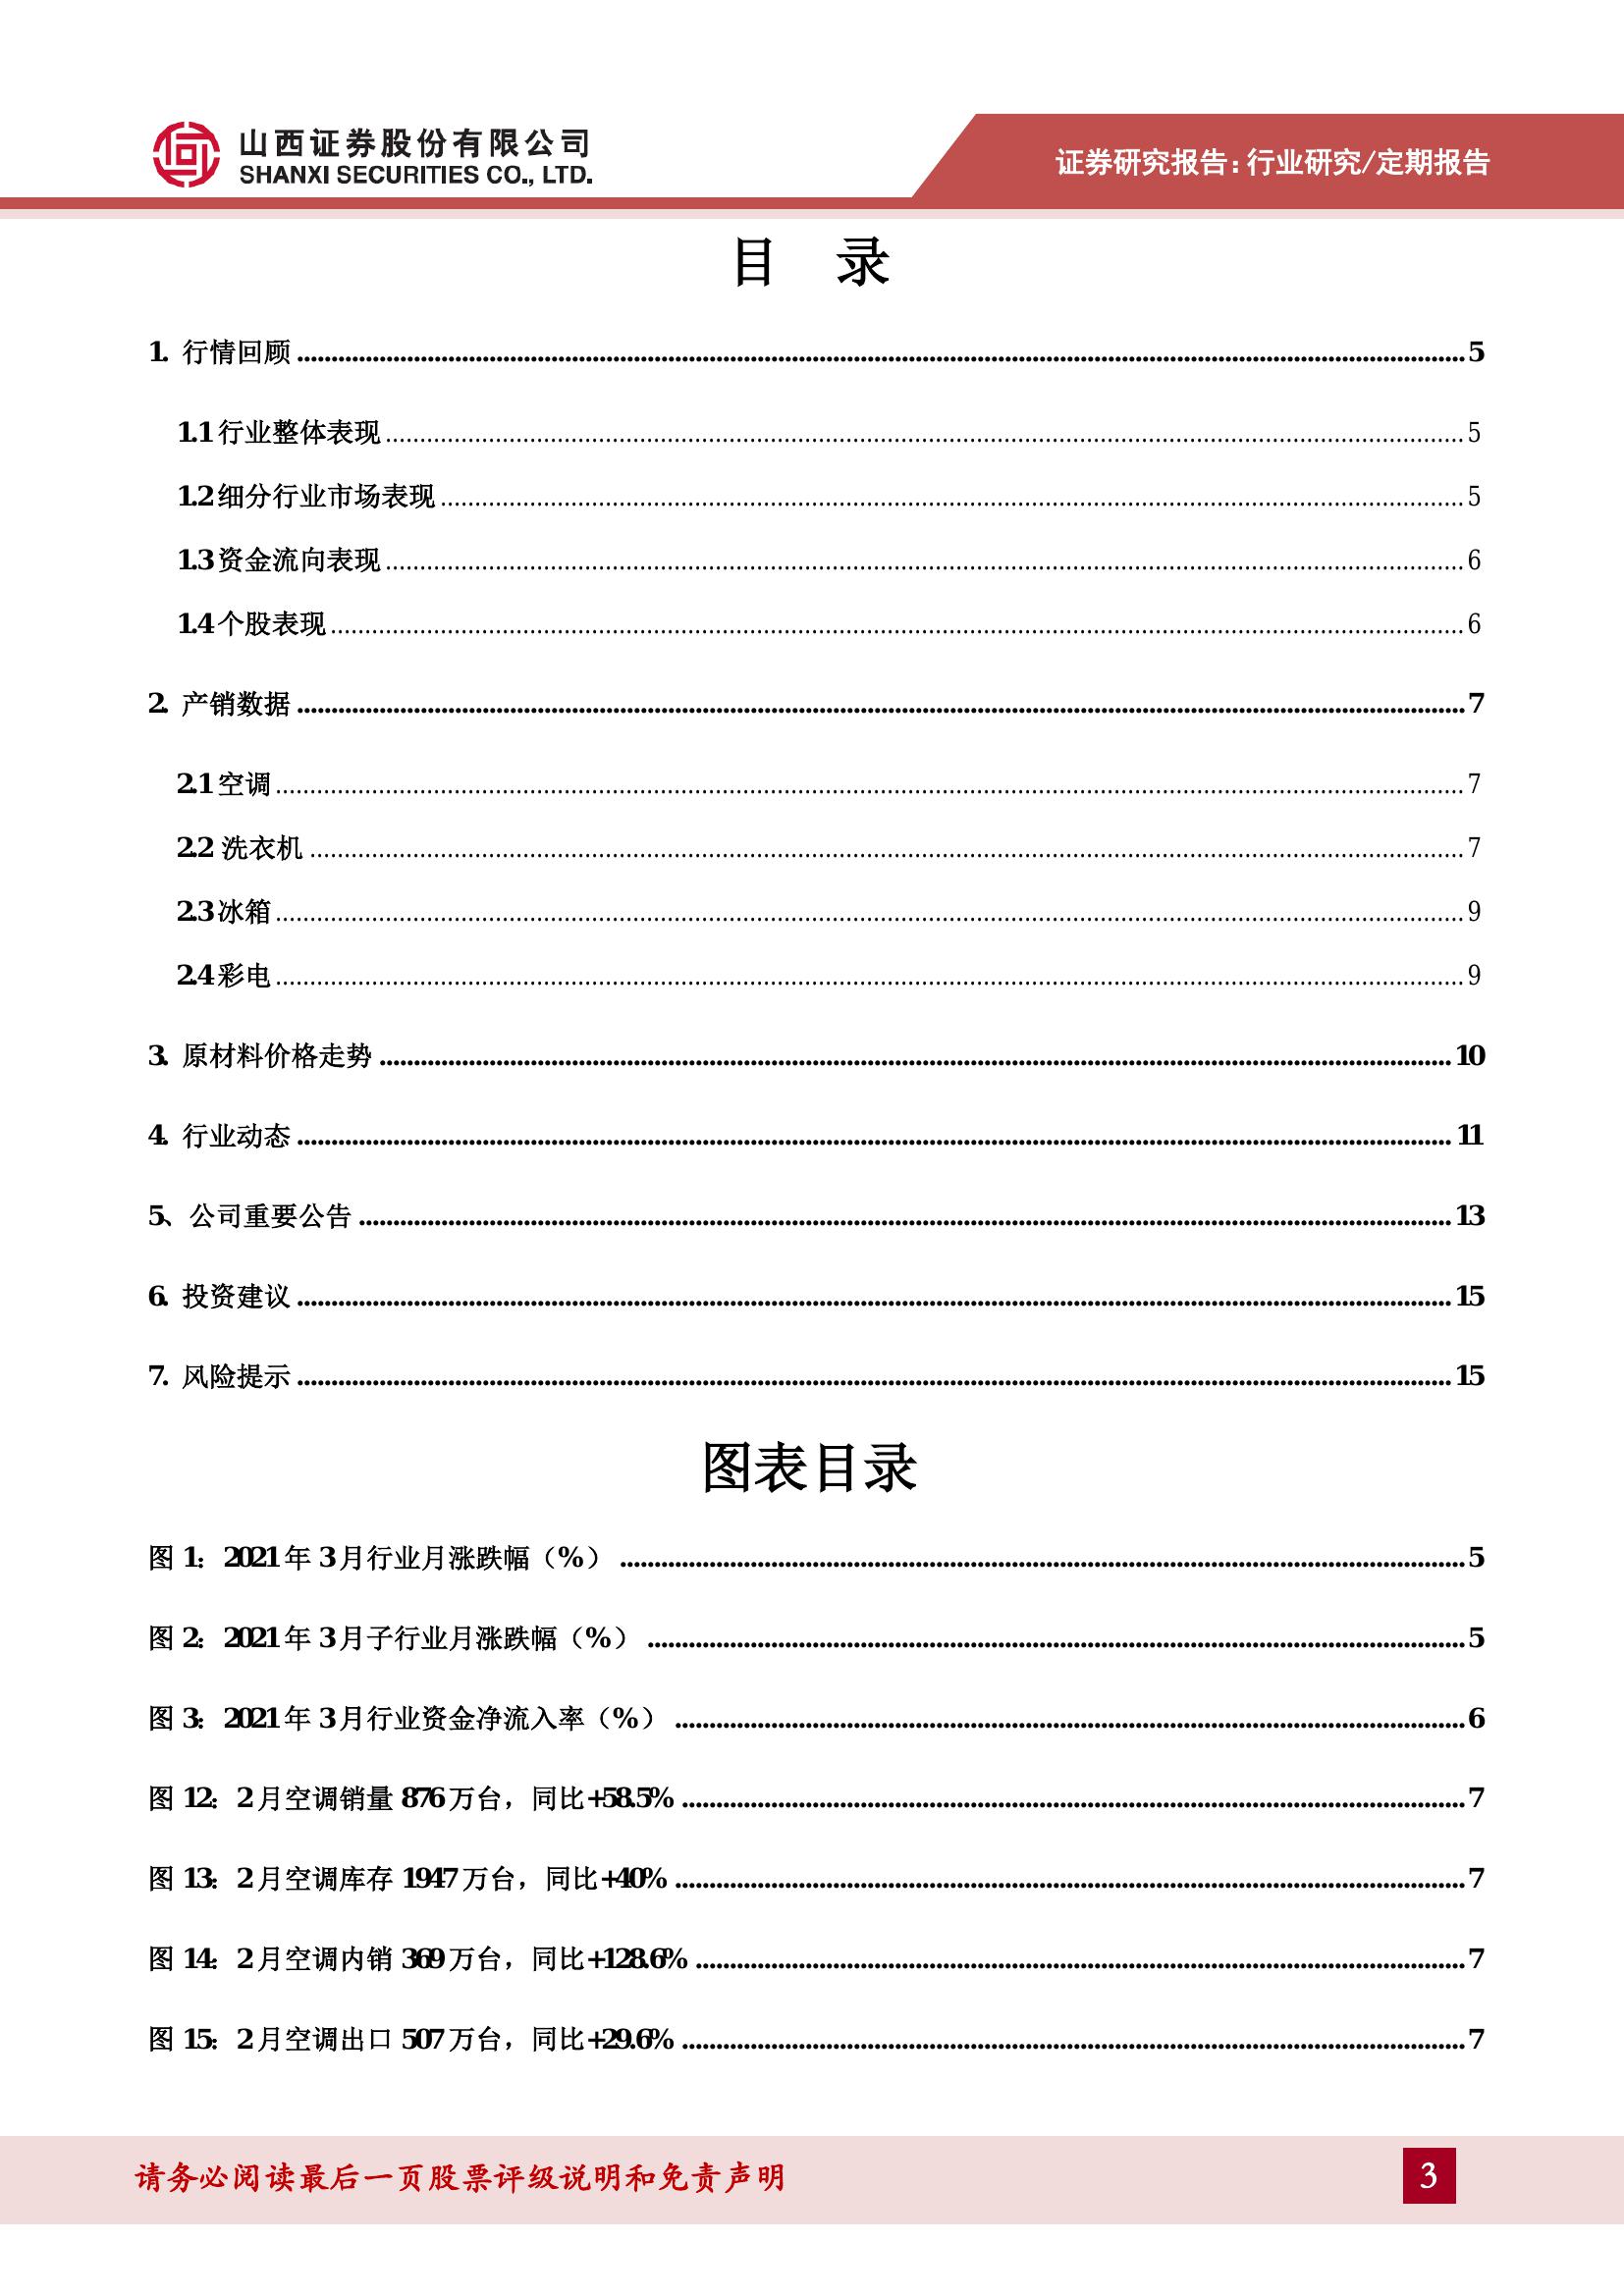 山西证券股份有限公司
SHANXI SECURITIES CO., LTD.
证券研究报告：行业研究/定期报告
目 录
1. 行情回顾 5
1.1 行业整体表现 5
1.2 细分行业市场表现 5
1.3 资金流向表现 6
1.4 个股表现 6
2. 产销数据 7
2.1 空调 7
2.2 洗衣机 7
2.3 冰箱 9
2.4 彩电 9
3. 原材料价格走势 10
4. 行业动态 11
5、公司重要公告 13
6. 投资建议 15
7. 风险提示 15
图表目录
图 1：2021 年 3 月行业月涨跌幅（%） 5
图 2：2021 年 3 月子行业月涨跌幅（%） 5
图 3：2021 年 3 月行业资金净流入率（%） 6
图 12：2 月空调销量 876 万台，同比+58.5% 7
图 13：2 月空调库存 1947 万台，同比+40% 7
图 14：2 月空调内销 369 万台，同比+128.6% 7
图 15：2 月空调出口 507 万台，同比+29.6% 7
请务必阅读最后一页股票评级说明和免责声明
3